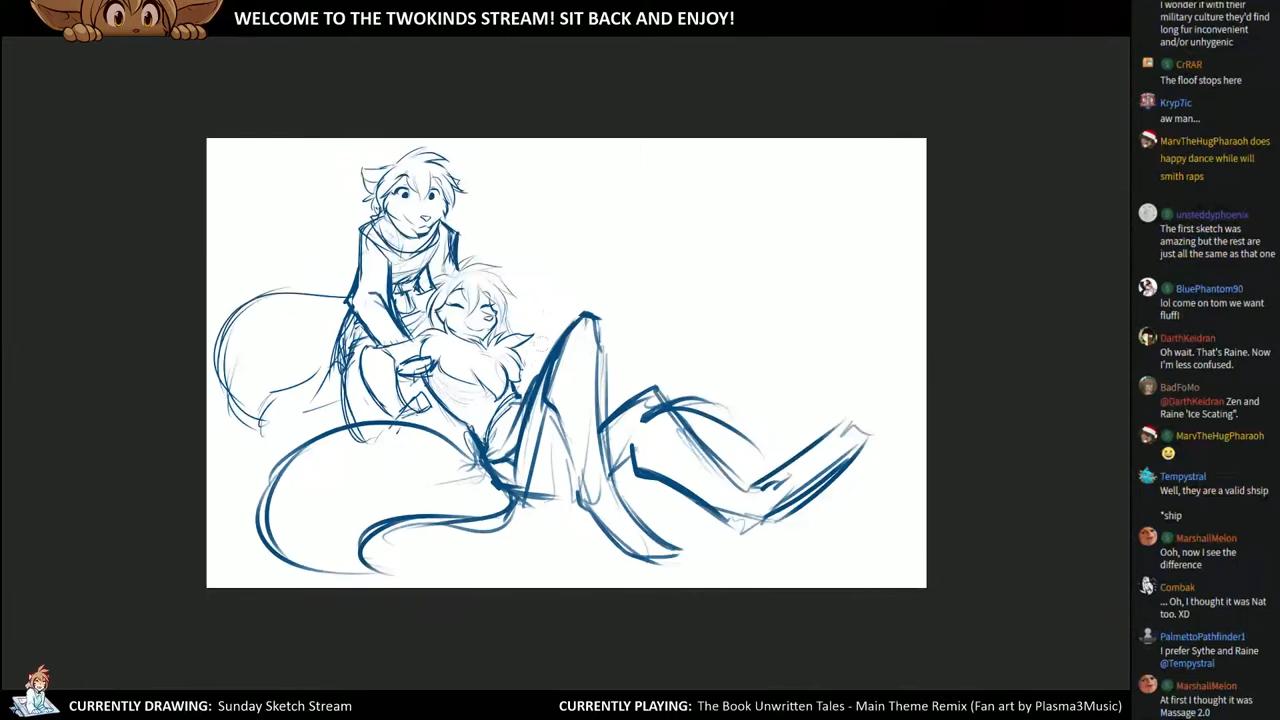 WELCOME TO THE TWOKINDS STREAM! SIT BACK AND ENJOY!
I wonder if with their
military culture they'd find
long fur inconvenient
and/or unhygenic
CrRAR
The floof stops here
Kryp7ic
aw man...
MarvTheHugPharaoh does
happy dance while will
smith raps
unsteddyphoenix
The first sketch was
amazing but the rest are
just all the same as that one
BluePhantom90
lol come on tom we want
fluff!
DarthKeidran
Oh wait. That's Raine. Now
I'm less confused.
BadFoMo
@DarthKeidran Zen and
Raine 'Ice Scating".
MarvTheHugPharaoh
Tempystral
Well, they are a valid shsip
*ship
MarshallMelon
Ooh, now I see the
difference
Combak
... Oh, I thought it was Nat
too. XD
PalmettoPathfinder1
I prefer Sythe and Raine
@Tempystral
MarshallMelon
At first I thought it was
Massage 2.0
CURRENTLY DRAWING: Sunday Sketch Stream
CURRENTLY PLAYING: The Book Unwritten Tales - Main Theme Remix (Fan art by Plasma3Music)